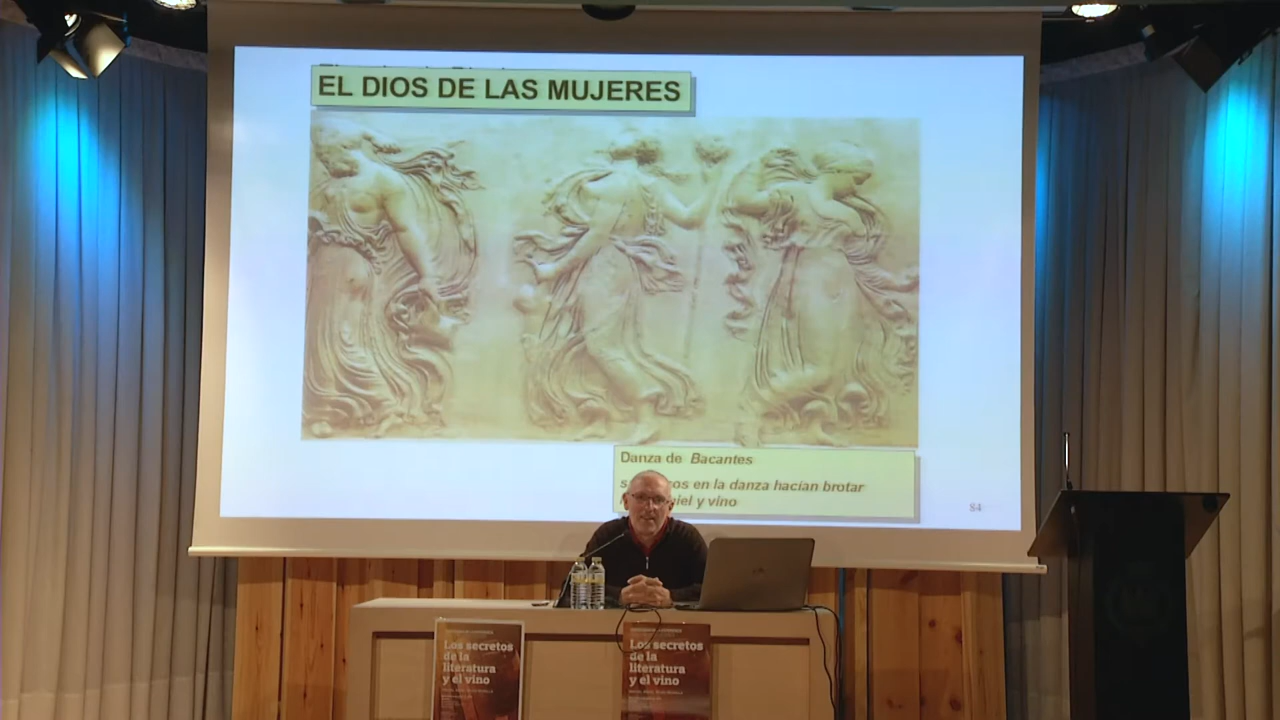 EL DIOS DE LAS MUJERES
Danza de Bacantes
en la danza hacían brotar
miel y vino
84
Los secretos
de la
literatura
y el vino
Los secretos
de la
literatura
y el vino